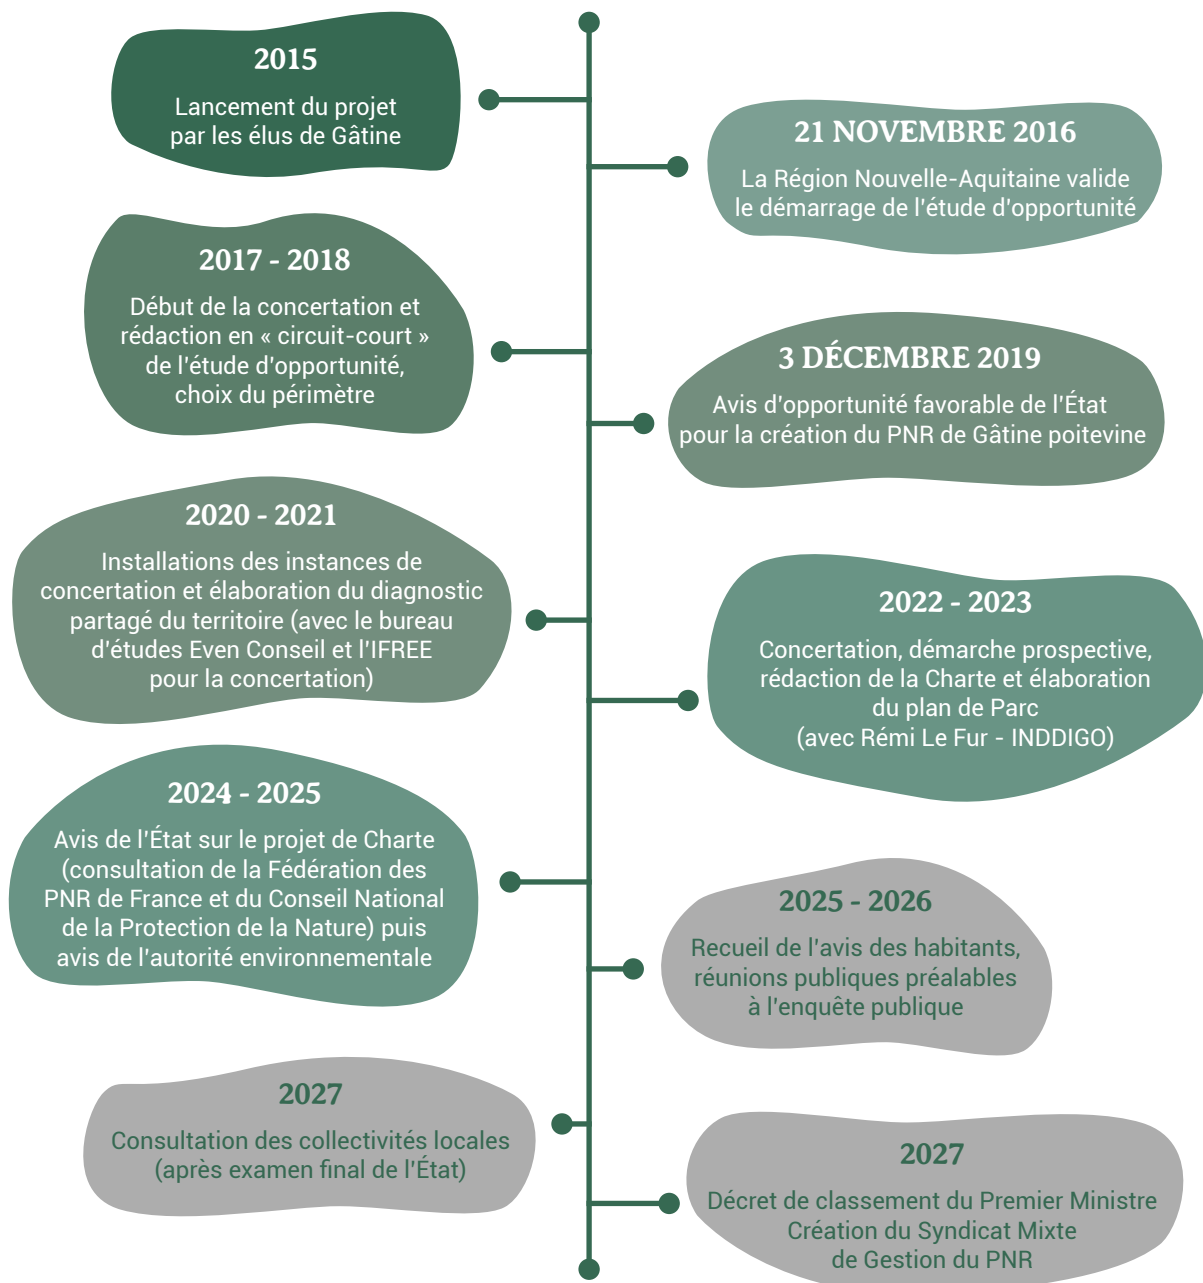 2015
Lancement du projet
par les élus de Gâtine
21 NOVEMBRE 2016
La Région Nouvelle-Aquitaine valide
le démarrage de l'étude d'opportunité
2017 - 2018
Début de la concertation et
rédaction en « circuit-court »
de l'étude d'opportunité,
choix du périmètre
3 DÉCEMBRE 2019
Avis d'opportunité favorable de l'État
pour la création du PNR de Gâtine poitevine
2020 - 2021
Installations des instances de
concertation et élaboration du diagnostic
partagé du territoire (avec le bureau
d'études Even Conseil et l'IFREE
pour la concertation)
2022 - 2023
Concertation, démarche prospective,
rédaction de la Charte et élaboration
du plan de Parc
(avec Rémi Le Fur - INDDIGO)
2024 - 2025
Avis de l'État sur le projet de Charte
(consultation de la Fédération des
PNR de France et du Conseil National
de la Protection de la Nature) puis
avis de l'autorité environnementale
2025 - 2026
Recueil de l'avis des habitants,
réunions publiques préalables
à l'enquête publique
2027
Consultation des collectivités locales
(après examen final de l'État)
2027
Décret de classement du Premier Ministre
Création du Syndicat Mixte
de Gestion du PNR